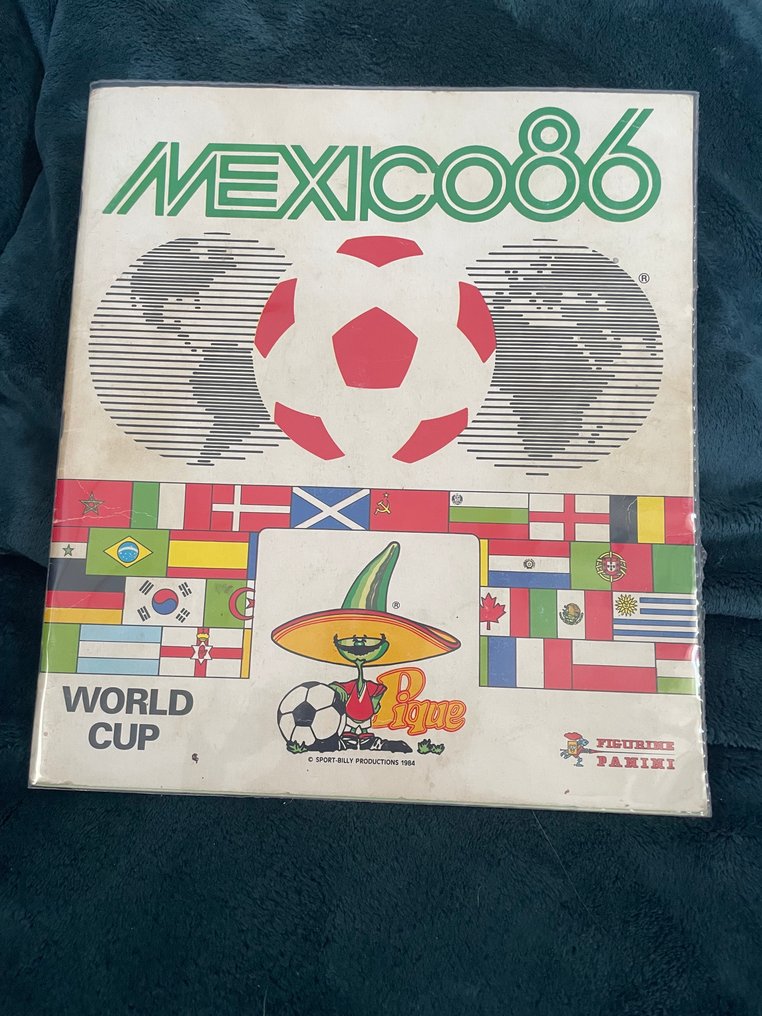 MEXICO86
®
®
Pique
WORLD
CUP
© SPORT-BILLY PRODUCTIONS 1984
FIGURINE
PANINI